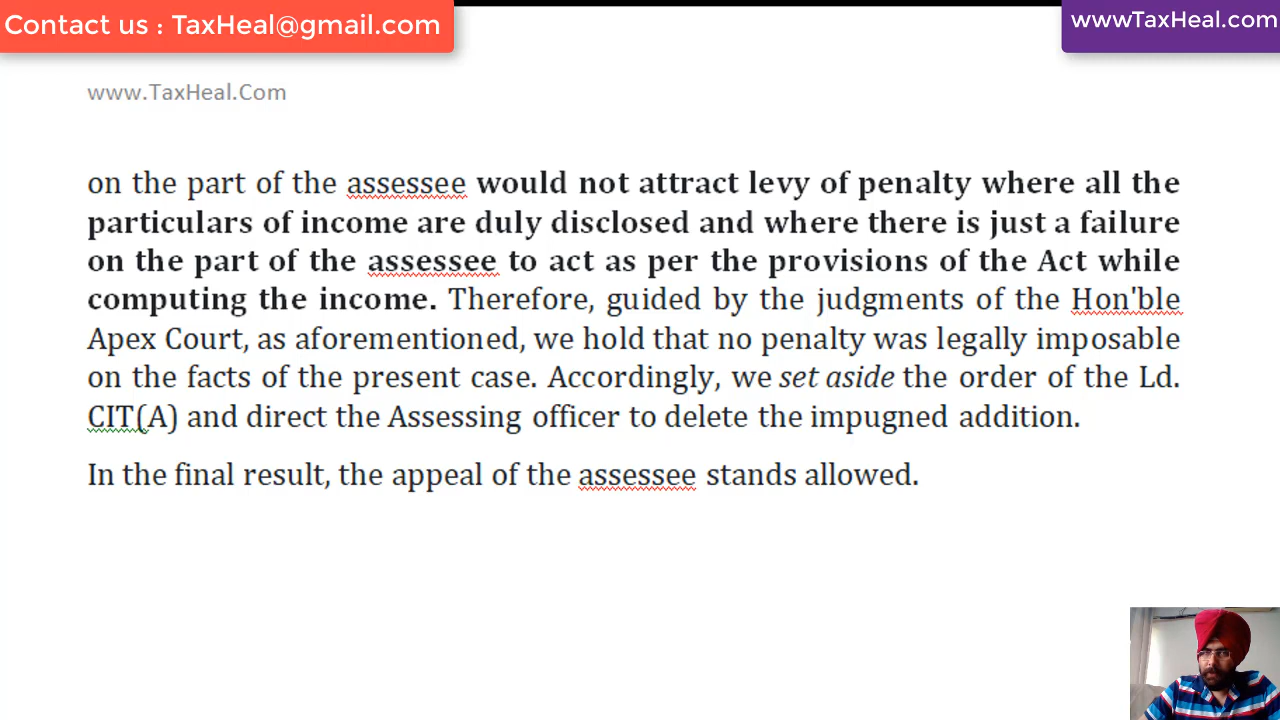 Contact us : TaxHeal@gmail.com
wwwTaxHeal.com
www.TaxHeal.Com
on the part of the assessee would not attract levy of penalty where all the
particulars of income are duly disclosed and where there is just a failure
on the part of the assessee to act as per the provisions of the Act while
computing the income. Therefore, guided by the judgments of the Hon'ble
Apex Court, as aforementioned, we hold that no penalty was legally imposable
on the facts of the present case. Accordingly, we set aside the order of the Ld.
CIT(A) and direct the Assessing officer to delete the impugned addition.
In the final result, the appeal of the assessee stands allowed.